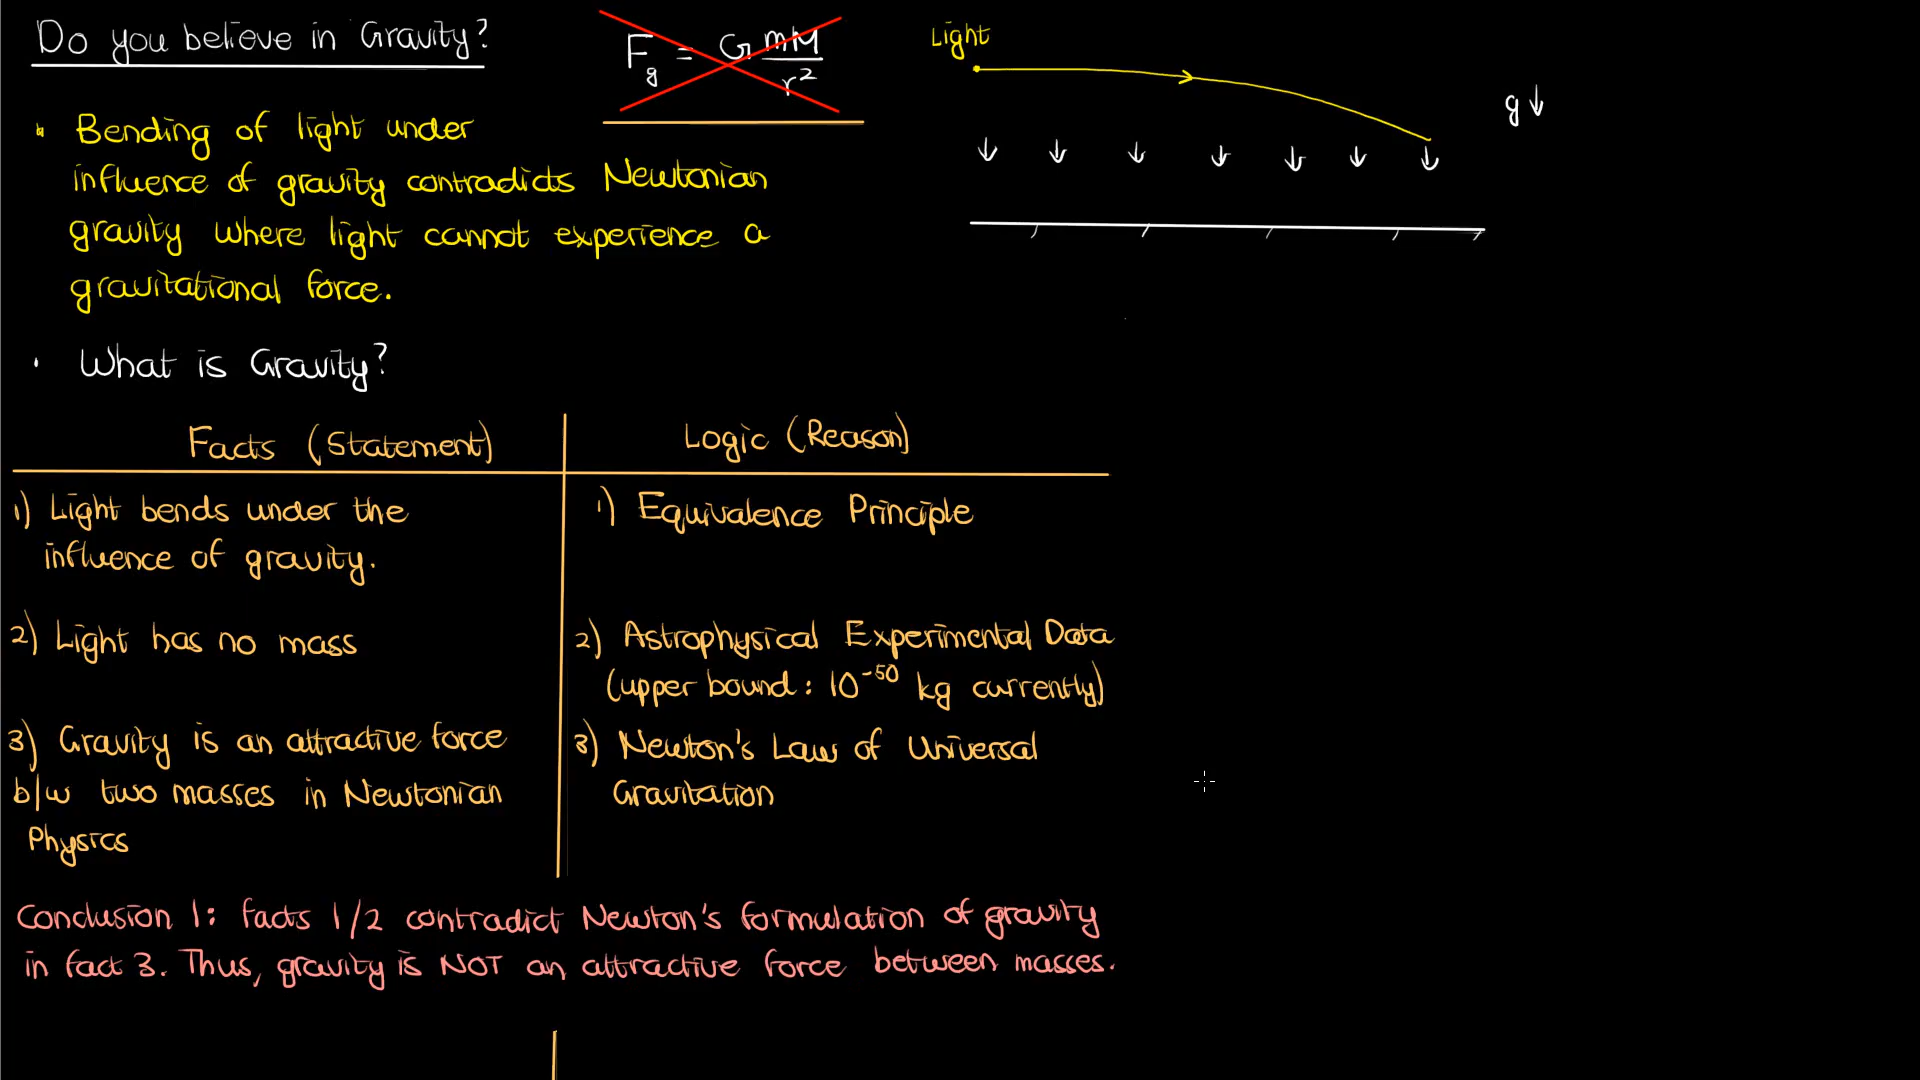 Do you believe in Gravity?
F_g = G mM / r²
Light
g↓
• Bending of light under
influence of gravity contradicts Newtonian
gravity where light cannot experience a
gravitational force.
• What is Gravity?
Facts (Statement)
Logic (Reason)
1) Light bends under the
influence of gravity.
1) Equivalence Principle
2) Light has no mass
2) Astrophysical Experimental Data
(upper bound: 10⁻⁵⁰ kg currently)
3) Gravity is an attractive force
b/w two masses in Newtonian
Physics
3) Newton's Law of Universal
Gravitation
Conclusion 1: Facts 1/2 contradict Newton's formulation of gravity
in fact 3. Thus, gravity is NOT an attractive force between masses.